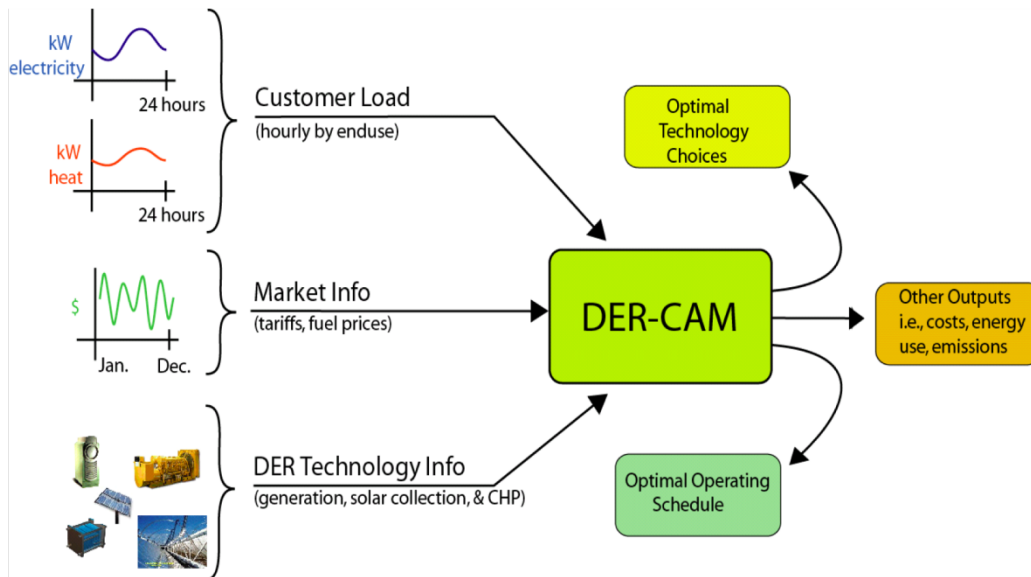 kW
electricity
24 hours
kW
heat
24 hours
Customer Load
(hourly by enduse)
$
Jan.
Dec.
Market Info
(tariffs, fuel prices)
DER Technology Info
(generation, solar collection, & CHP)
DER-CAM
Optimal
Technology
Choices
Other Outputs
i.e., costs, energy
use, emissions
Optimal Operating
Schedule